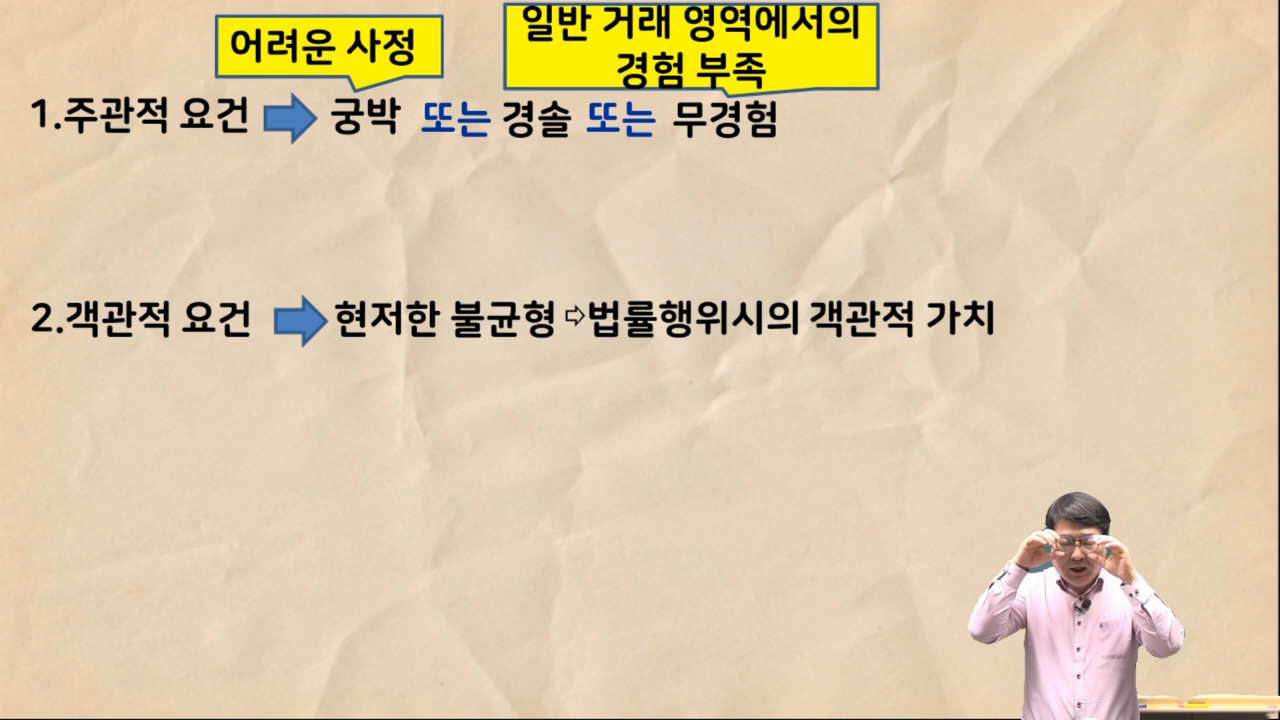 어려운 사정
일반 거래 영역에서의
경험 부족
1.주관적 요건 ➡ 궁박 또는 경솔 또는 무경험
2.객관적 요건 ➡ 현저한 불균형 ⇨법률행위시의 객관적 가치